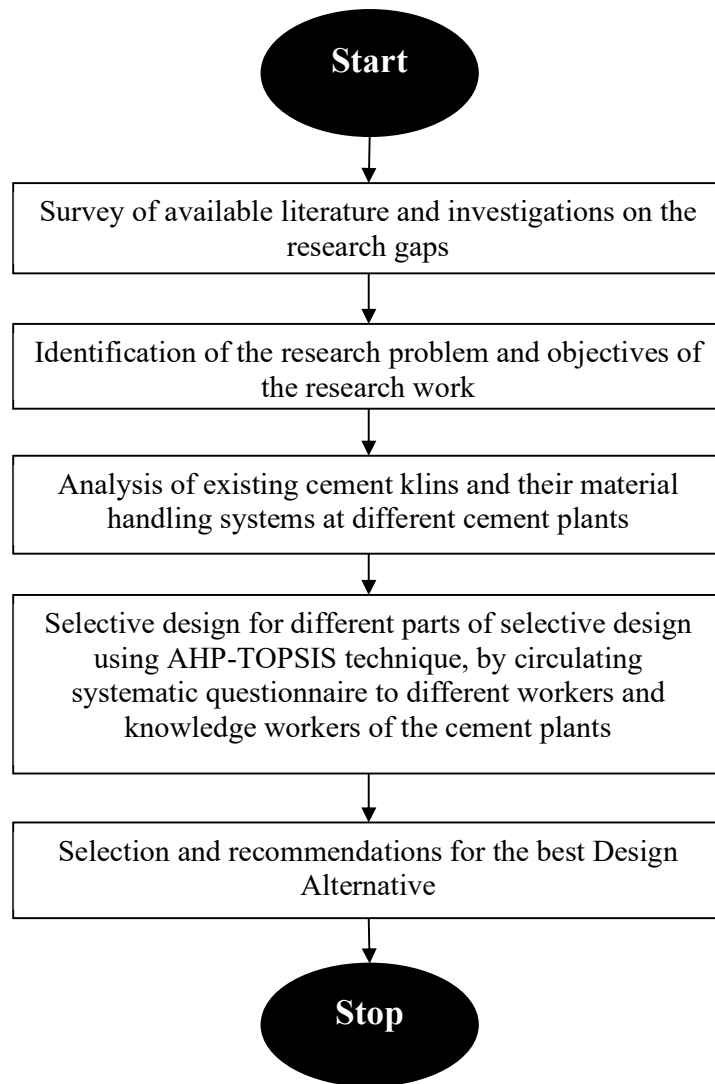 Start
Survey of available literature and investigations on the
research gaps
Identification of the research problem and objectives of
the research work
Analysis of existing cement klins and their material
handling systems at different cement plants
Selective design for different parts of selective design
using AHP-TOPSIS technique, by circulating
systematic questionnaire to different workers and
knowledge workers of the cement plants
Selection and recommendations for the best Design
Alternative
Stop